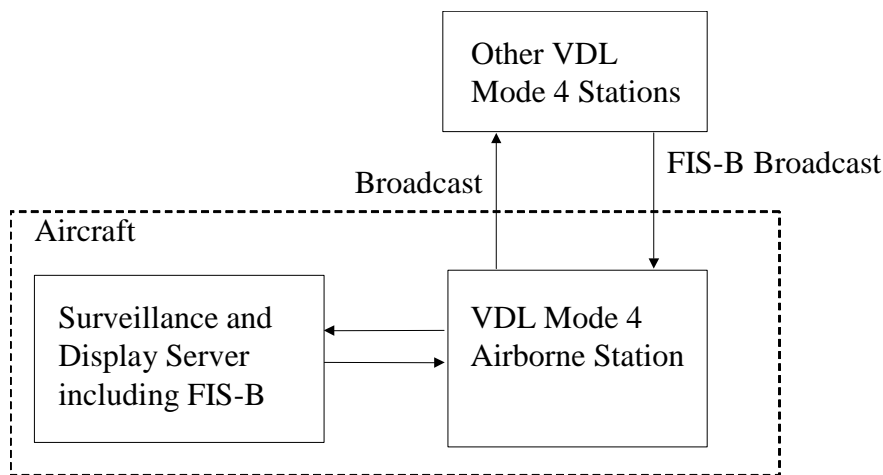 Other VDL
Mode 4 Stations
Broadcast
FIS-B Broadcast
Aircraft
Surveillance and
Display Server
including FIS-B
VDL Mode 4
Airborne Station